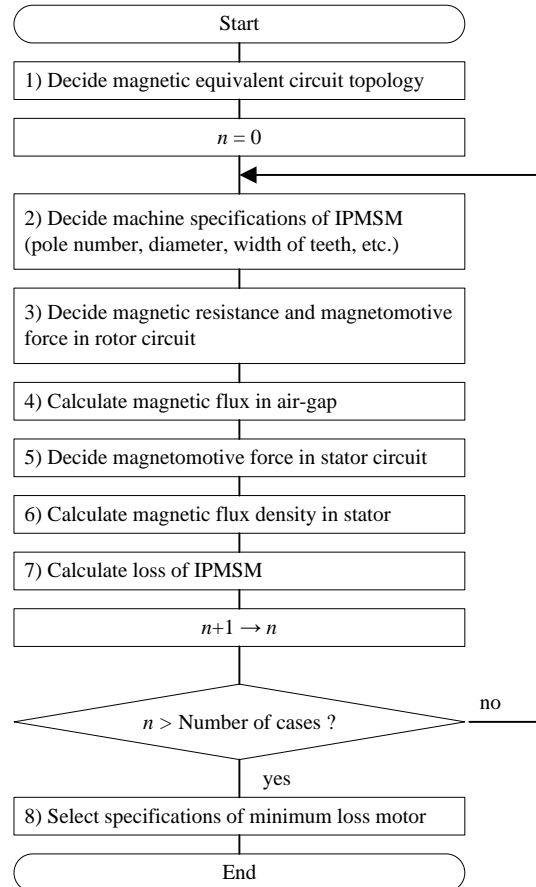 Start
1) Decide magnetic equivalent circuit topology
n = 0
2) Decide machine specifications of IPMSM
(pole number, diameter, width of teeth, etc.)
3) Decide magnetic resistance and magnetomotive
force in rotor circuit
4) Calculate magnetic flux in air-gap
5) Decide magnetomotive force in stator circuit
6) Calculate magnetic flux density in stator
7) Calculate loss of IPMSM
n+1 → n
n > Number of cases ?
no
yes
8) Select specifications of minimum loss motor
End